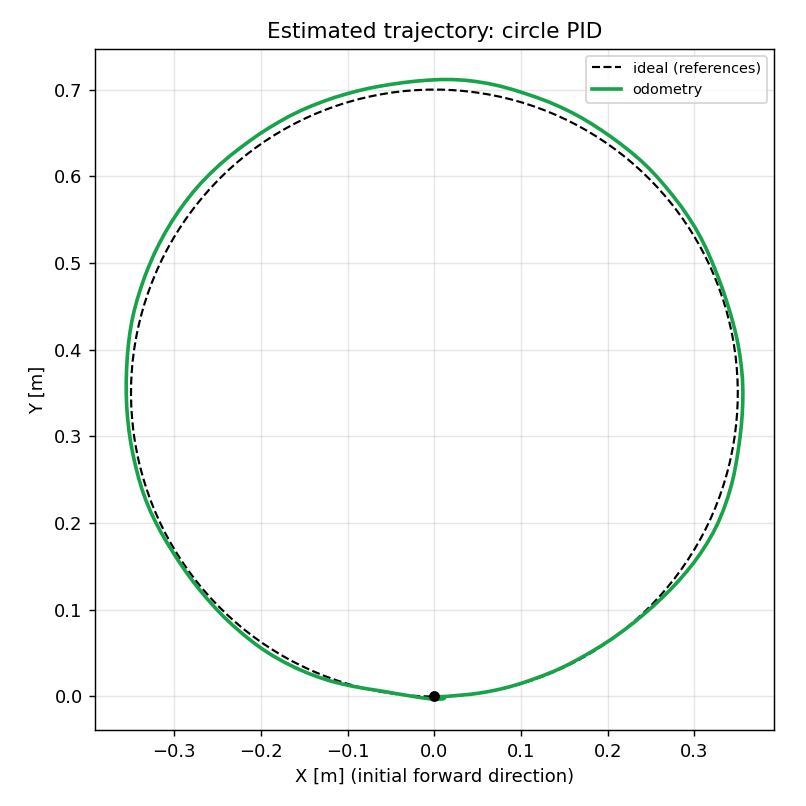 Estimated trajectory: circle PID
ideal (references)
odometry
Y [m]
0.7
0.6
0.5
0.4
0.3
0.2
0.1
0.0
−0.3 −0.2 −0.1 0.0 0.1 0.2 0.3
X [m] (initial forward direction)